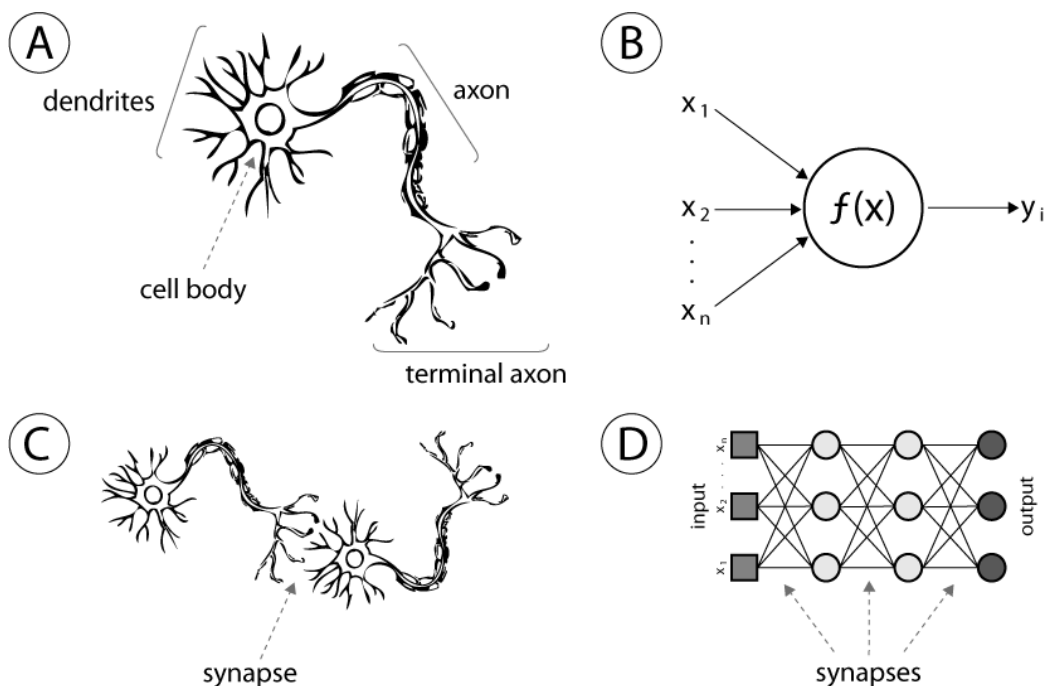 A
dendrites
axon
cell body
terminal axon
B
x1
x2
xn
f(x)
yi
C
synapse
D
input
xn
x2
x1
output
synapses